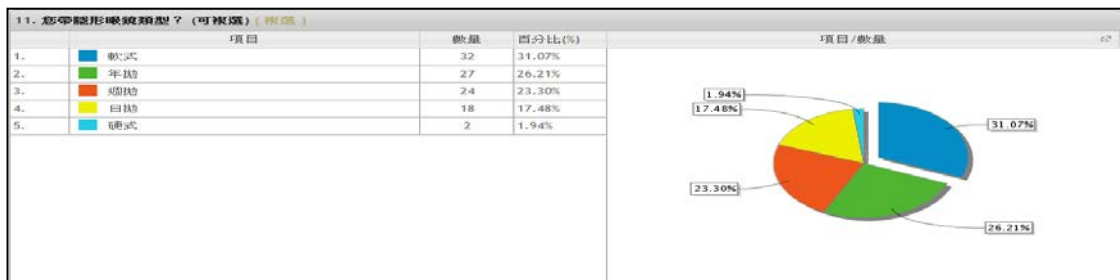 11. 您帶隱形眼鏡類型？ (可複選) ( 複選 )
項目 數量 百分比(%) 項目/數量
1. 軟式 32 31.07%
2. 年拋 27 26.21%
3. 週拋 24 23.30%
4. 日拋 18 17.48%
5. 硬式 2 1.94%
1.94%
17.48%
31.07%
23.30%
26.21%